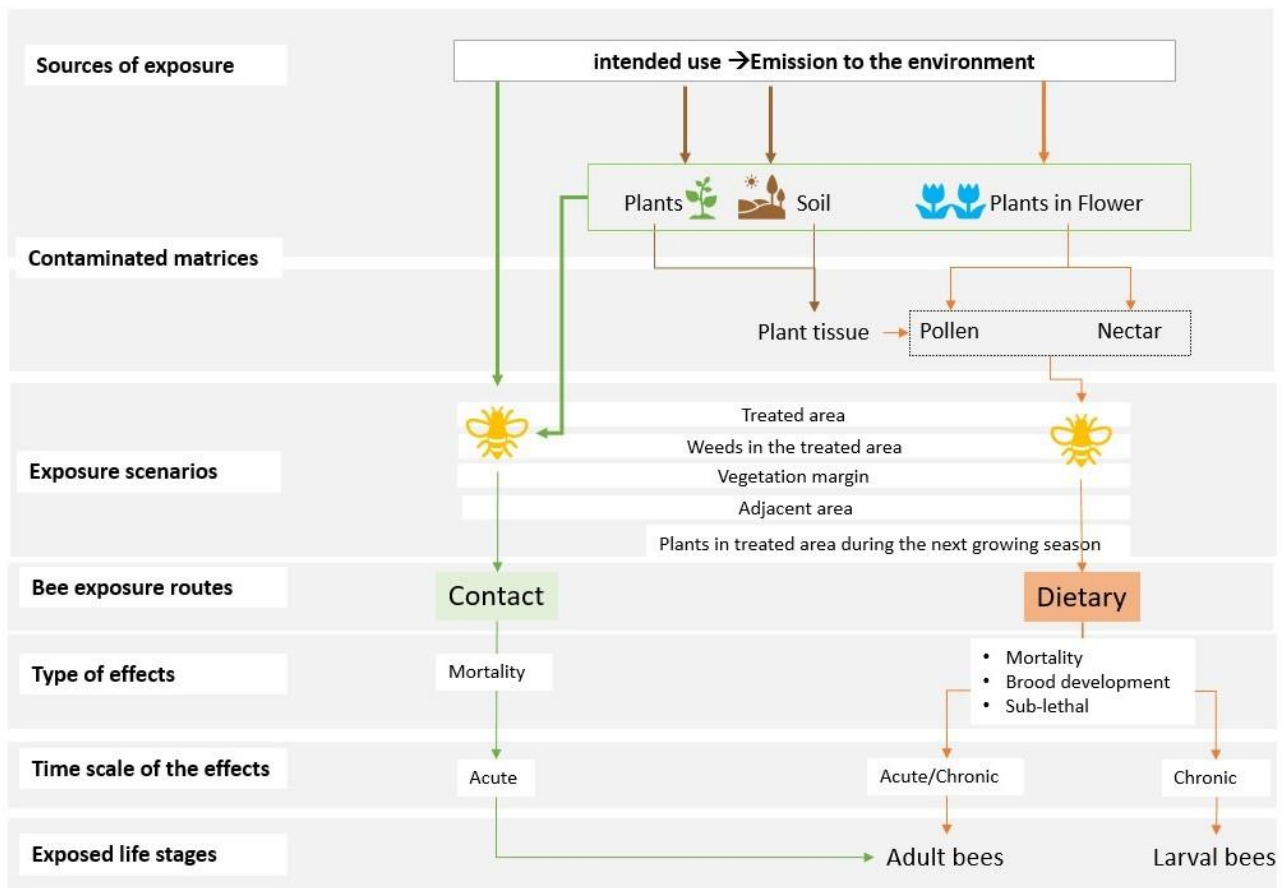 Sources of exposure
intended use →Emission to the environment
Plants
Soil
Plants in Flower
Contaminated matrices
Plant tissue
Pollen
Nectar
Exposure scenarios
Treated area
Weeds in the treated area
Vegetation margin
Adjacent area
Plants in treated area during the next growing season
Bee exposure routes
Contact
Dietary
Type of effects
Mortality
• Mortality
• Brood development
• Sub-lethal
Time scale of the effects
Acute
Acute/Chronic
Chronic
Exposed life stages
Adult bees
Larval bees